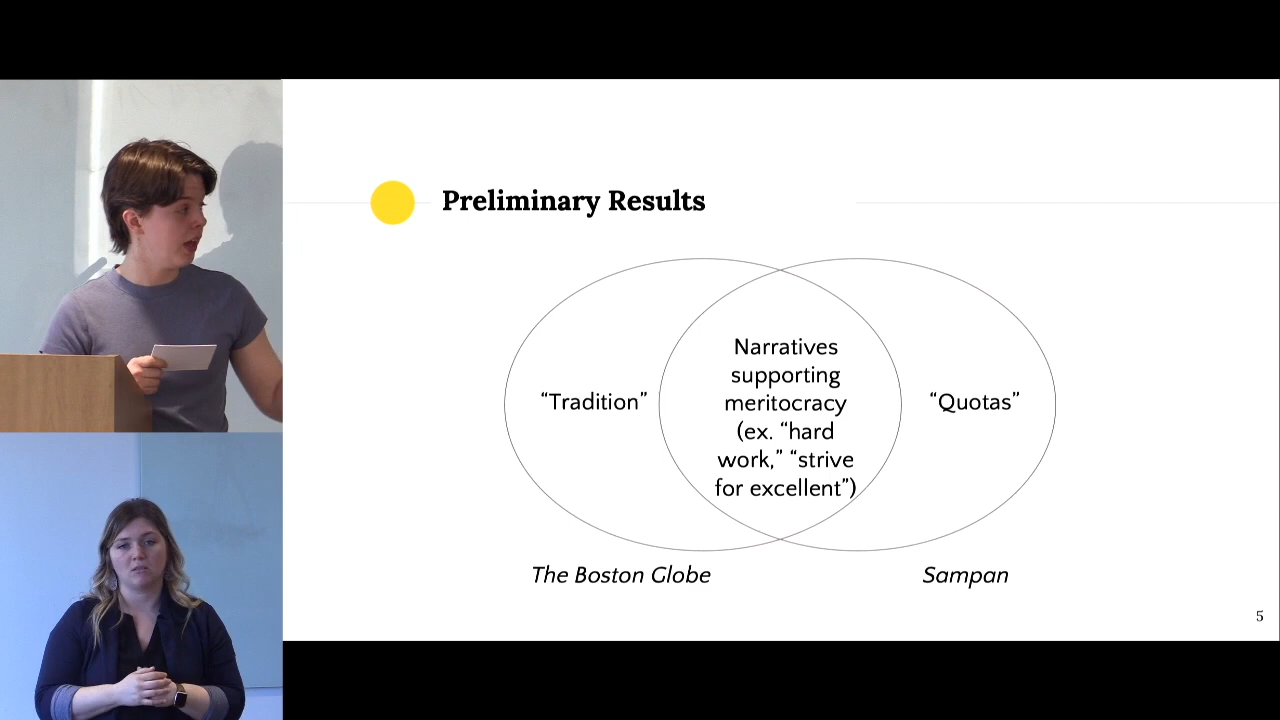 Preliminary Results
Narratives
supporting
meritocracy
(ex. “hard
work,” “strive
for excellent”)
“Tradition”
“Quotas”
The Boston Globe
Sampan
5